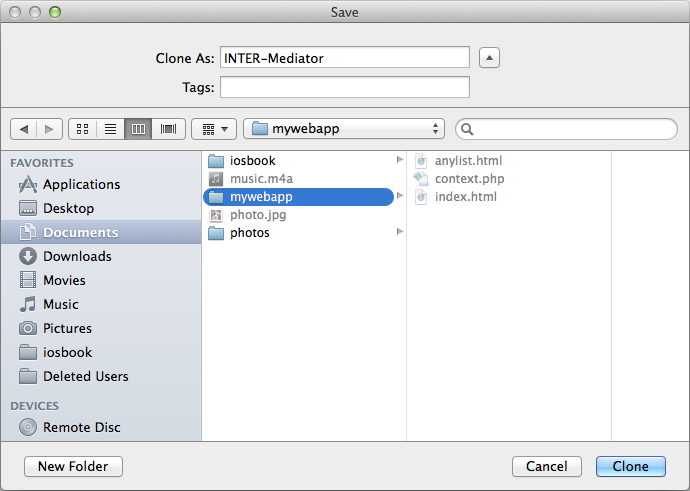 Save
Clone As: INTER-Mediator
Tags:
mywebapp
FAVORITES
Applications
Desktop
Documents
Downloads
Movies
Music
Pictures
iosbook
Deleted Users
DEVICES
Remote Disc
iosbook
music.m4a
mywebapp
photo.jpg
photos
anylist.html
context.php
index.html
New Folder
Cancel
Clone